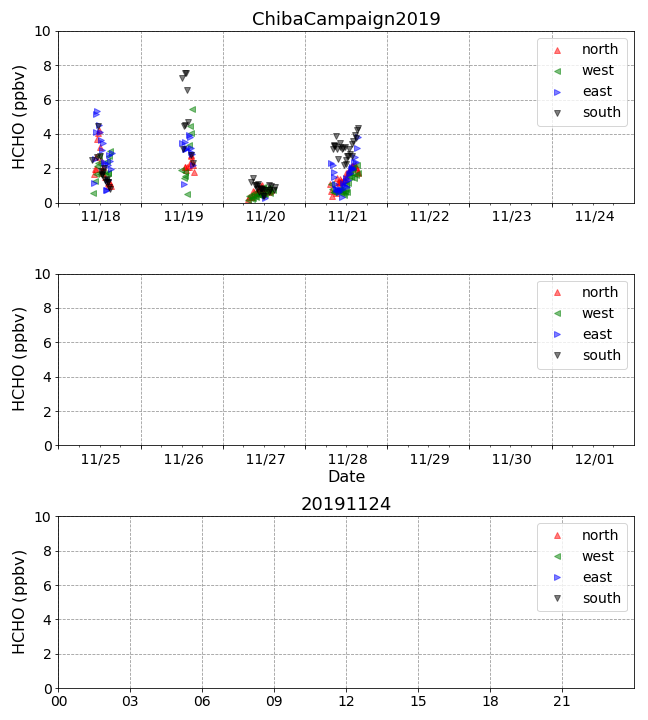 ChibaCampaign2019
HCHO (ppbv)
10
8
6
4
2
0
north
west
east
south
11/18 11/19 11/20 11/21 11/22 11/23 11/24
HCHO (ppbv)
10
8
6
4
2
0
north
west
east
south
11/25 11/26 11/27 11/28 11/29 11/30 12/01
Date
20191124
HCHO (ppbv)
10
8
6
4
2
0
north
west
east
south
00 03 06 09 12 15 18 21